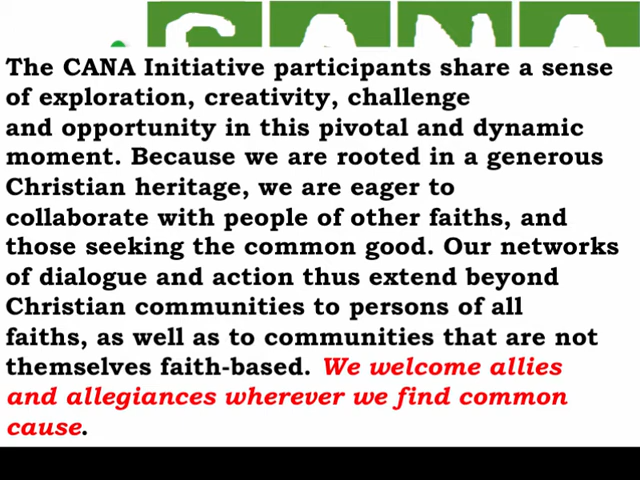 CANA
The CANA Initiative participants share a sense
of exploration, creativity, challenge
and opportunity in this pivotal and dynamic
moment. Because we are rooted in a generous
Christian heritage, we are eager to
collaborate with people of other faiths, and
those seeking the common good. Our networks
of dialogue and action thus extend beyond
Christian communities to persons of all
faiths, as well as to communities that are not
themselves faith-based. We welcome allies
and allegiances wherever we find common
cause.